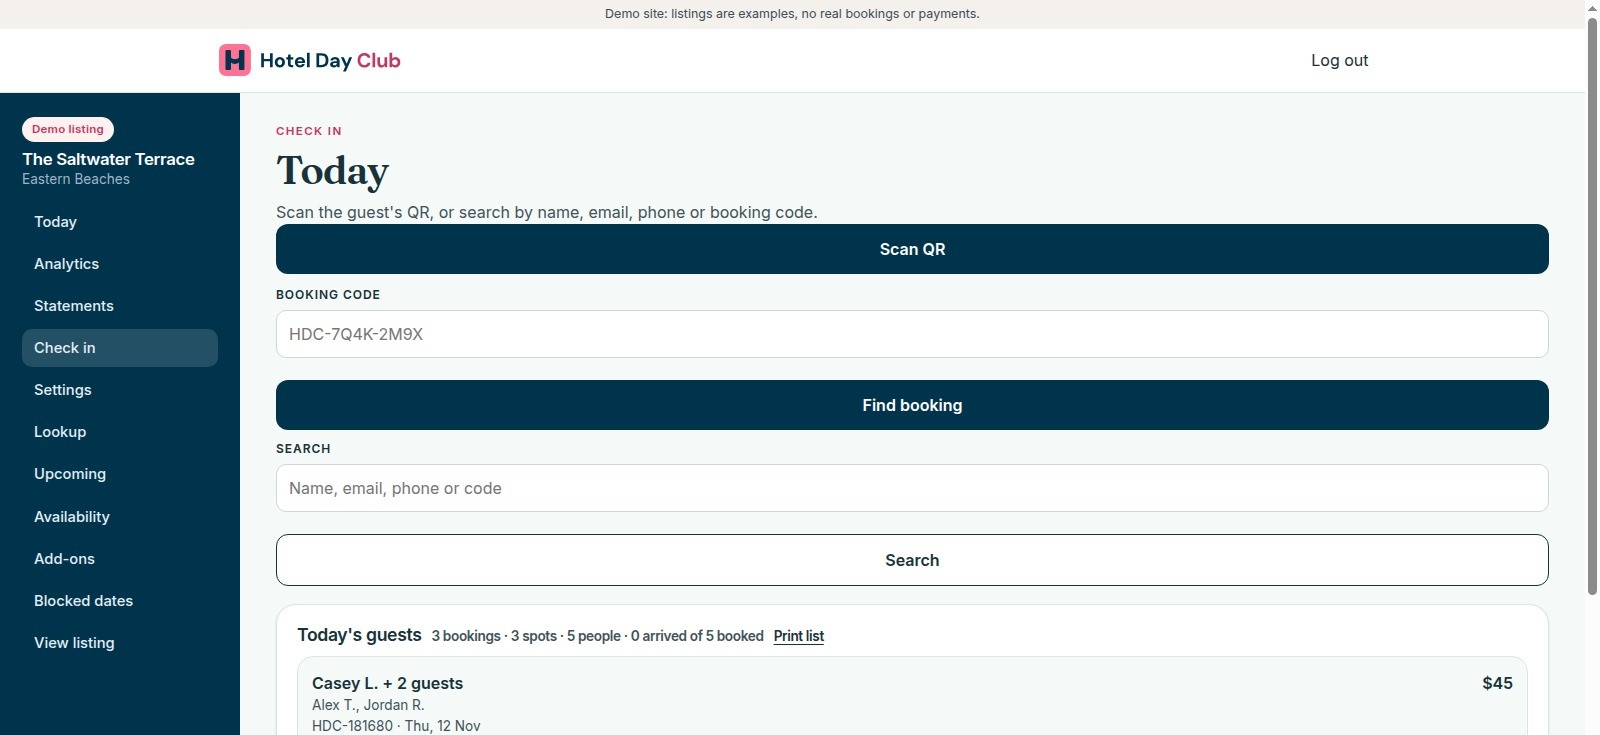 Demo site: listings are examples, no real bookings or payments.
H Hotel Day Club
Log out
Demo listing
The Saltwater Terrace
Eastern Beaches
Today
Analytics
Statements
Check in
Settings
Lookup
Upcoming
Availability
Add-ons
Blocked dates
View listing
CHECK IN
Today
Scan the guest's QR, or search by name, email, phone or booking code.
Scan QR
BOOKING CODE
HDC-7Q4K-2M9X
Find booking
SEARCH
Name, email, phone or code
Search
Today's guests 3 bookings · 3 spots · 5 people · 0 arrived of 5 booked Print list
Casey L. + 2 guests $45
Alex T., Jordan R.
HDC-181680 · Thu, 12 Nov